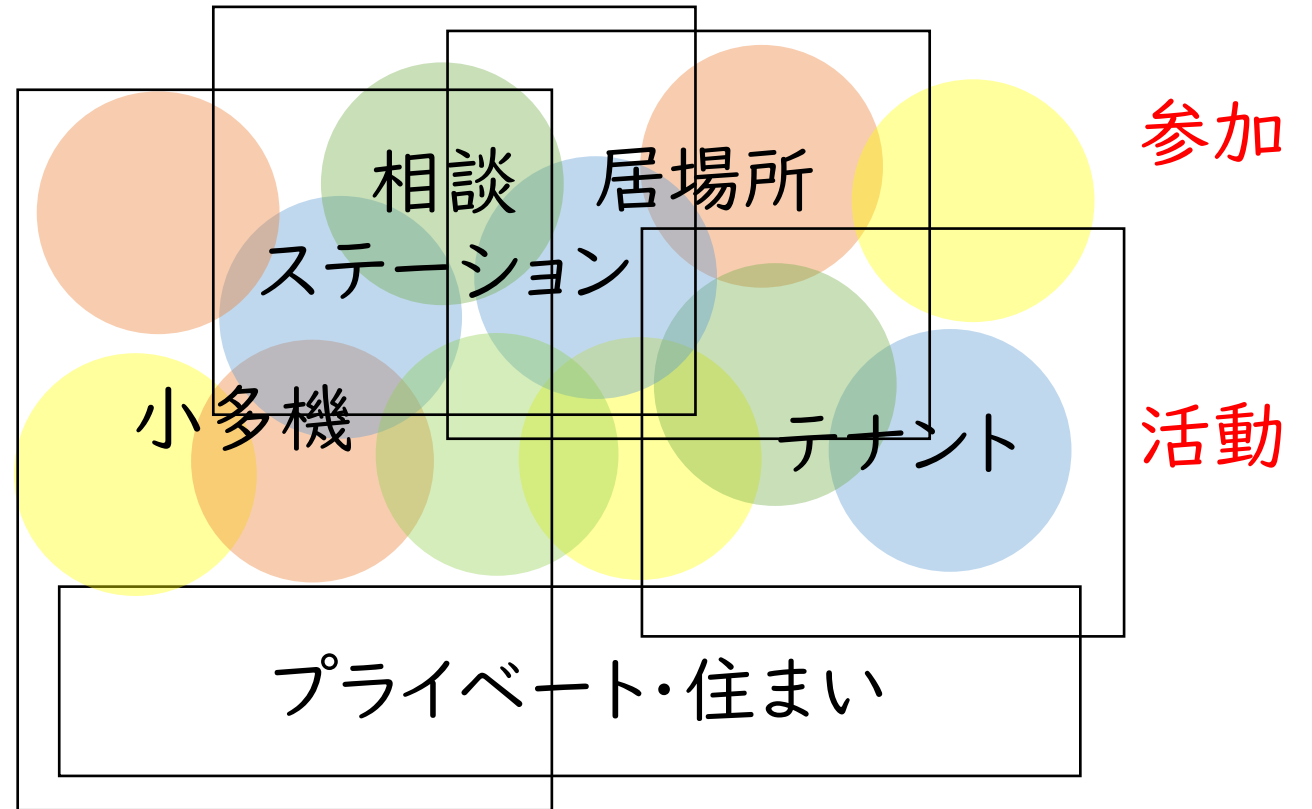 参加
相談　居場所
ステーション
小多機
テナント
活動
プライベート・住まい